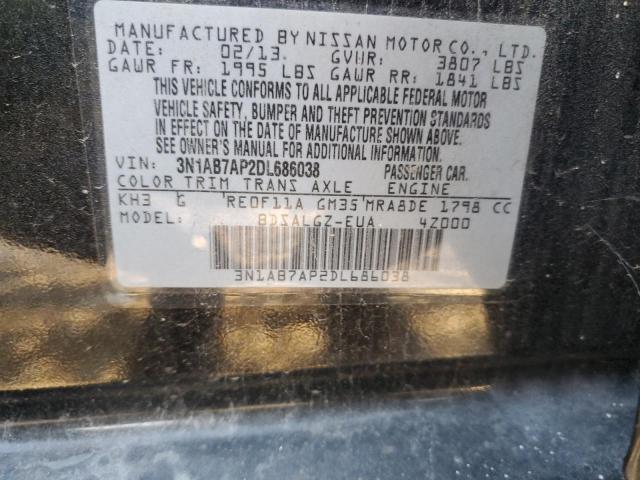 MANUFACTURED BY NISSAN MOTOR CO., LTD.
DATE: 02/13. GVWR: 3807 LBS
GAWR FR: 1995 LBS GAWR RR: 1841 LBS
THIS VEHICLE CONFORMS TO ALL APPLICABLE FEDERAL MOTOR
VEHICLE SAFETY, BUMPER AND THEFT PREVENTION STANDARDS
IN EFFECT ON THE DATE OF MANUFACTURE SHOWN ABOVE.
SEE OWNER'S MANUAL FOR ADDITIONAL INFORMATION.
VIN: 3N1AB7AP2DL686038 PASSENGER CAR.
COLOR TRIM TRANS AXLE ENGINE
KH3 G RE0F11A GM35 MRA8DE 1798 CC
MODEL: BDSALGZ-EUA 4Z000
3N1AB7AP2DL686038